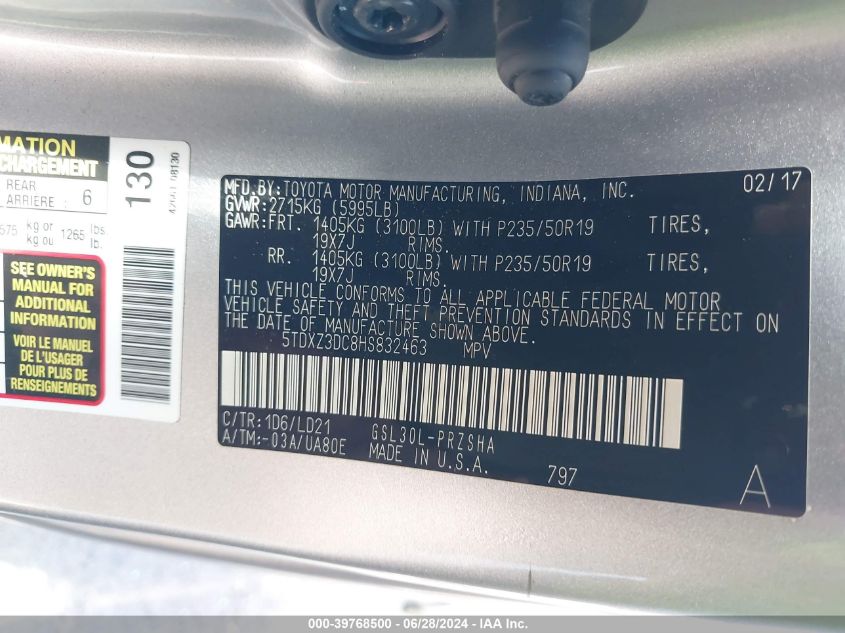 MATION
CHARGEMENT
REAR
ARRIERE : 6
575 kg or kg ou 1265 lbs. lb.
130
SEE OWNER'S
MANUAL FOR
ADDITIONAL
INFORMATION
VOIR LE MANUEL
DE L'USAGER
POUR PLUS DE
RENSEIGNEMENTS
MFD.BY:TOYOTA MOTOR MANUFACTURING, INDIANA, INC. 02/17
GVWR:2715KG (5995LB)
GAWR:FRT. 1405KG (3100LB) WITH P235/50R19 TIRES,
19X7J RIMS.
RR. 1405KG (3100LB) WITH P235/50R19 TIRES,
19X7J RIMS.
THIS VEHICLE CONFORMS TO ALL APPLICABLE FEDERAL MOTOR
VEHICLE SAFETY AND THEFT PREVENTION STANDARDS IN EFFECT ON
THE DATE OF MANUFACTURE SHOWN ABOVE.
5TDXZ3DC8HS832463 MPV
C/TR:1D6/LD21 GSL30L-PRZSHA
A/TM:-03A/UA80E MADE IN U.S.A. 797
A
000-39768500 - 06/28/2024 - IAA Inc.